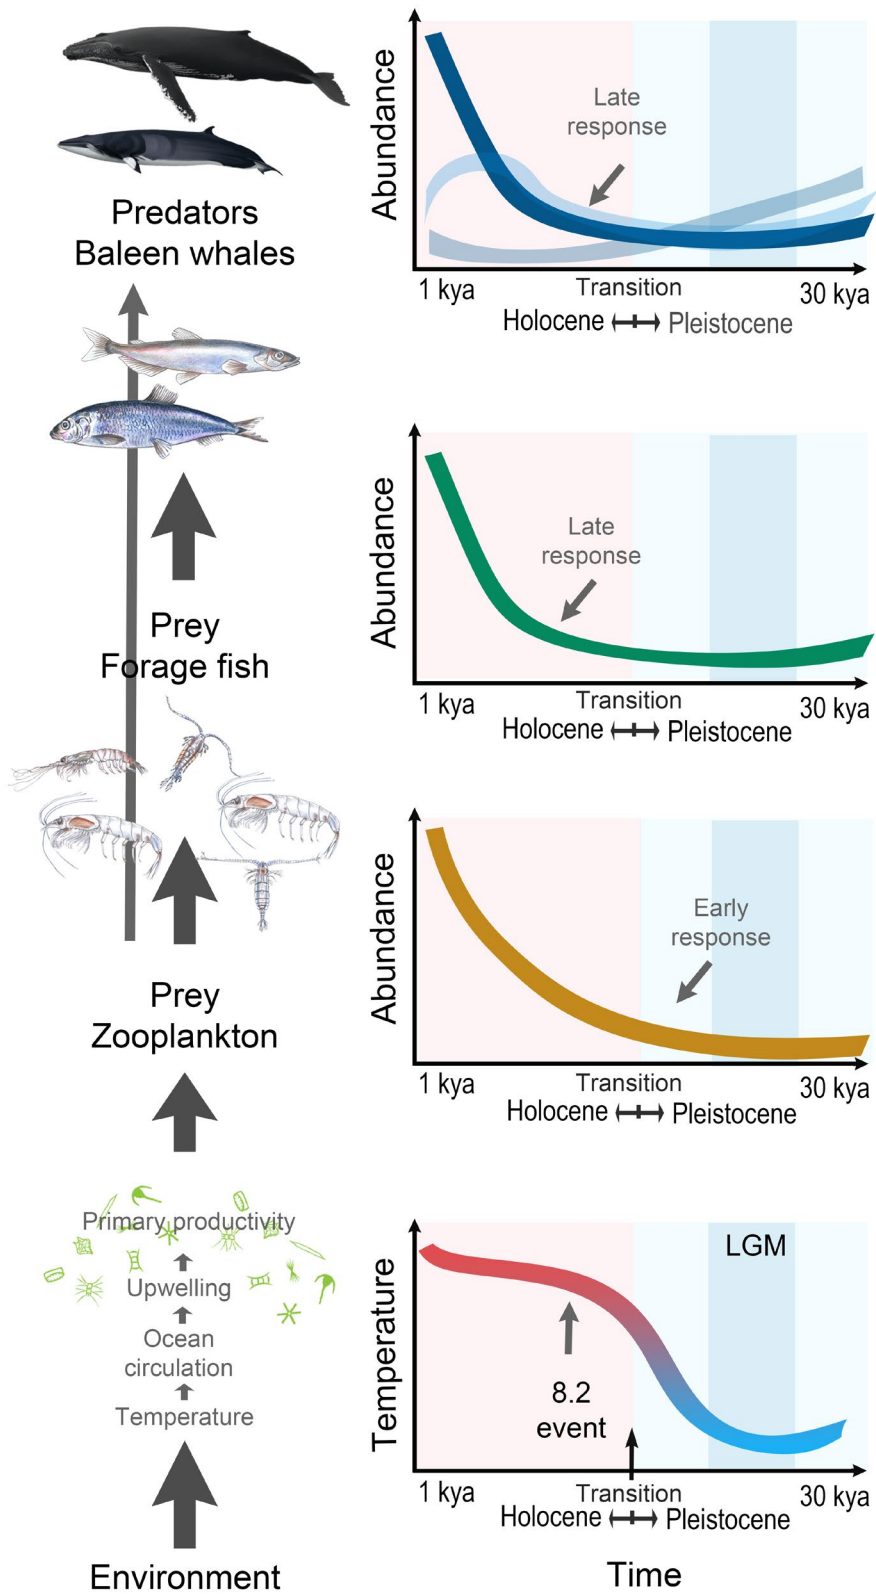 Predators
Baleen whales
Abundance
Late
response
1 kya
Transition
30 kya
Holocene
Pleistocene
Prey
Forage fish
Abundance
Late
response
1 kya
Transition
30 kya
Holocene
Pleistocene
Prey
Zooplankton
Abundance
Early
response
1 kya
Transition
30 kya
Holocene
Pleistocene
Primary productivity
Upwelling
Ocean
circulation
Temperature
Environment
Temperature
LGM
8.2
event
1 kya
Transition
30 kya
Holocene
Pleistocene
Time